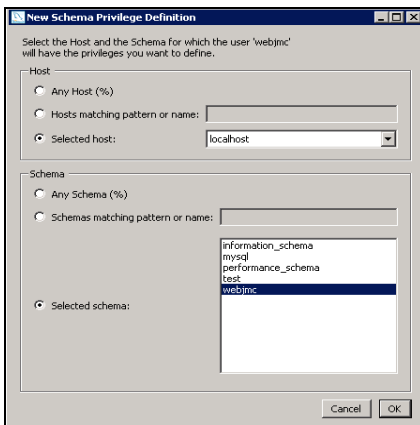 New Schema Privilege Definition
Select the Host and the Schema for which the user 'webjmc'
will have the privileges you want to define.
Host
Any Host (%)
Hosts matching pattern or name:
Selected host:
localhost
Schema
Any Schema (%)
Schemas matching pattern or name:
information_schema
mysql
performance_schema
test
webjmc
Selected schema:
Cancel
OK